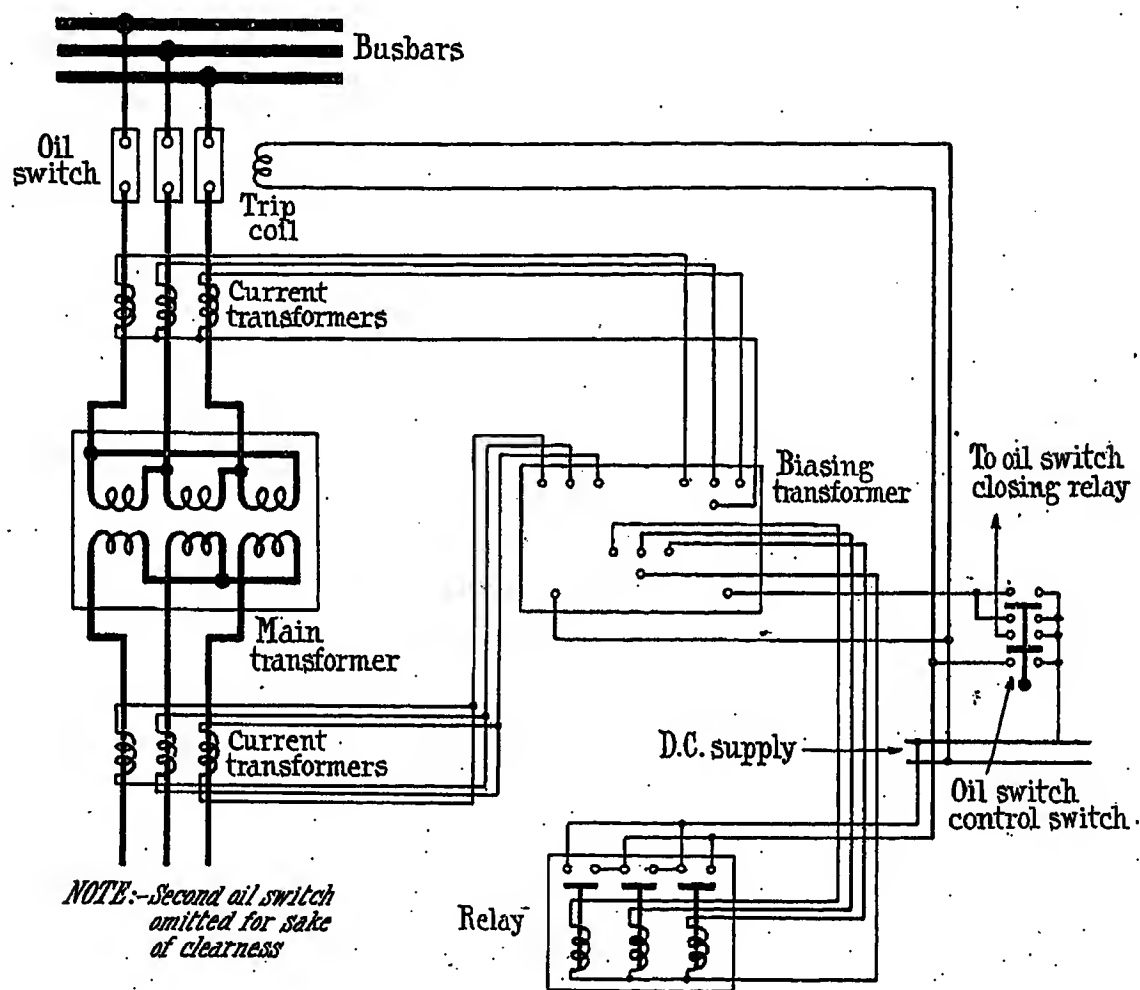 Busbars
Oil
switch
Trip
coil
Current
transformers
Biasing
transformer
To oil switch
closing relay
Main
transformer
Current
transformers
D.C. supply
Oil switch
control switch
NOTE:-Second oil switch
omitted for sake
of clearness
Relay